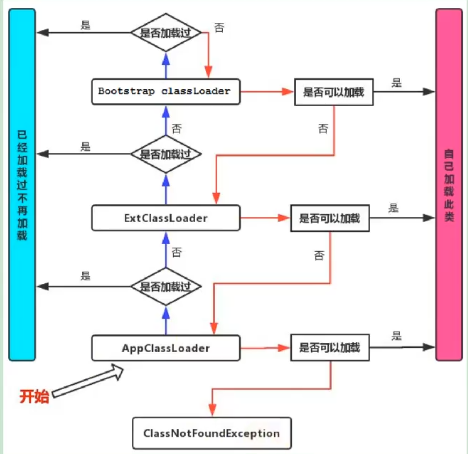 是
是否加载过
否
Bootstrap classLoader
是否可以加载
是
否
否
是
是否加载过
已经加载过不再加载
自己加载此类
ExtClassLoader
是否可以加载
是
否
否
是
是否加载过
AppClassLoader
是否可以加载
是
开始
ClassNotFoundException